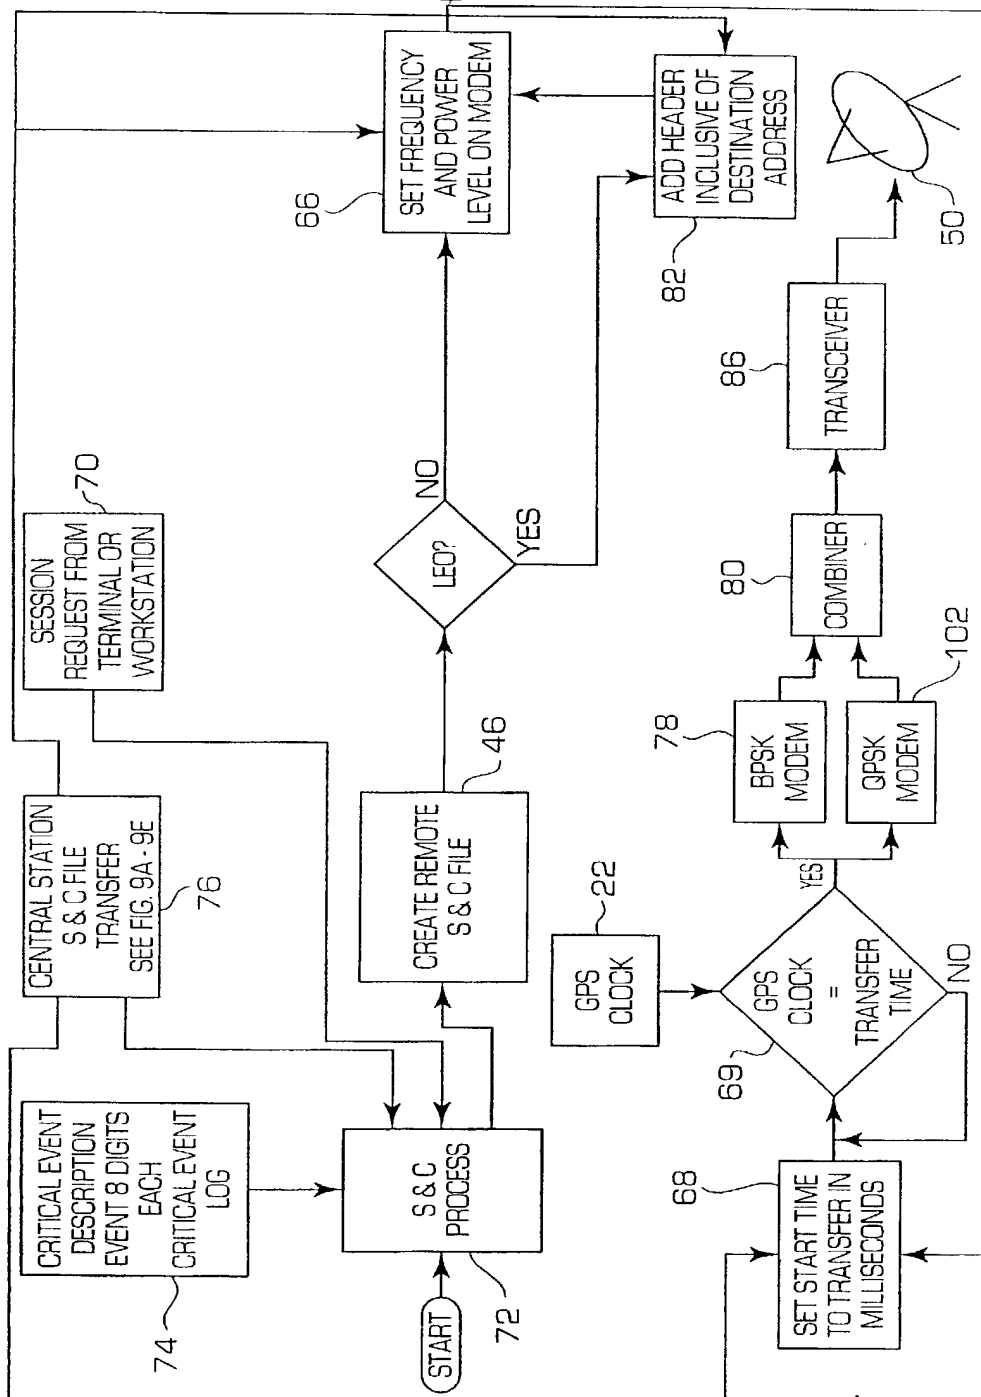 CRITICAL EVENT
DESCRIPTION
EVENT 8 DIGITS
EACH
CRITICAL EVENT
LOG
74
CENTRAL STATION
S & C FILE
TRANSFER
SEE FIG. 9A - 9E
76
SESSION
REQUEST FROM
TERMINAL OR
WORKSTATION
70
START
S & C
PROCESS
72
CREATE REMOTE
S & C FILE
46
LEO?
NO
YES
SET FREQUENCY
AND POWER
LEVEL ON MODEM
66
ADD HEADER
INCLUSIVE OF
DESTINATION
ADDRESS
82
SET START TIME
TO TRANSFER IN
MILLISECONDS
68
GPS
CLOCK
22
GPS
CLOCK
=
TRANSFER
TIME
69
YES
NO
BPSK
MODEM
78
QPSK
MODEM
102
COMBINER
80
TRANSCEIVER
86
50